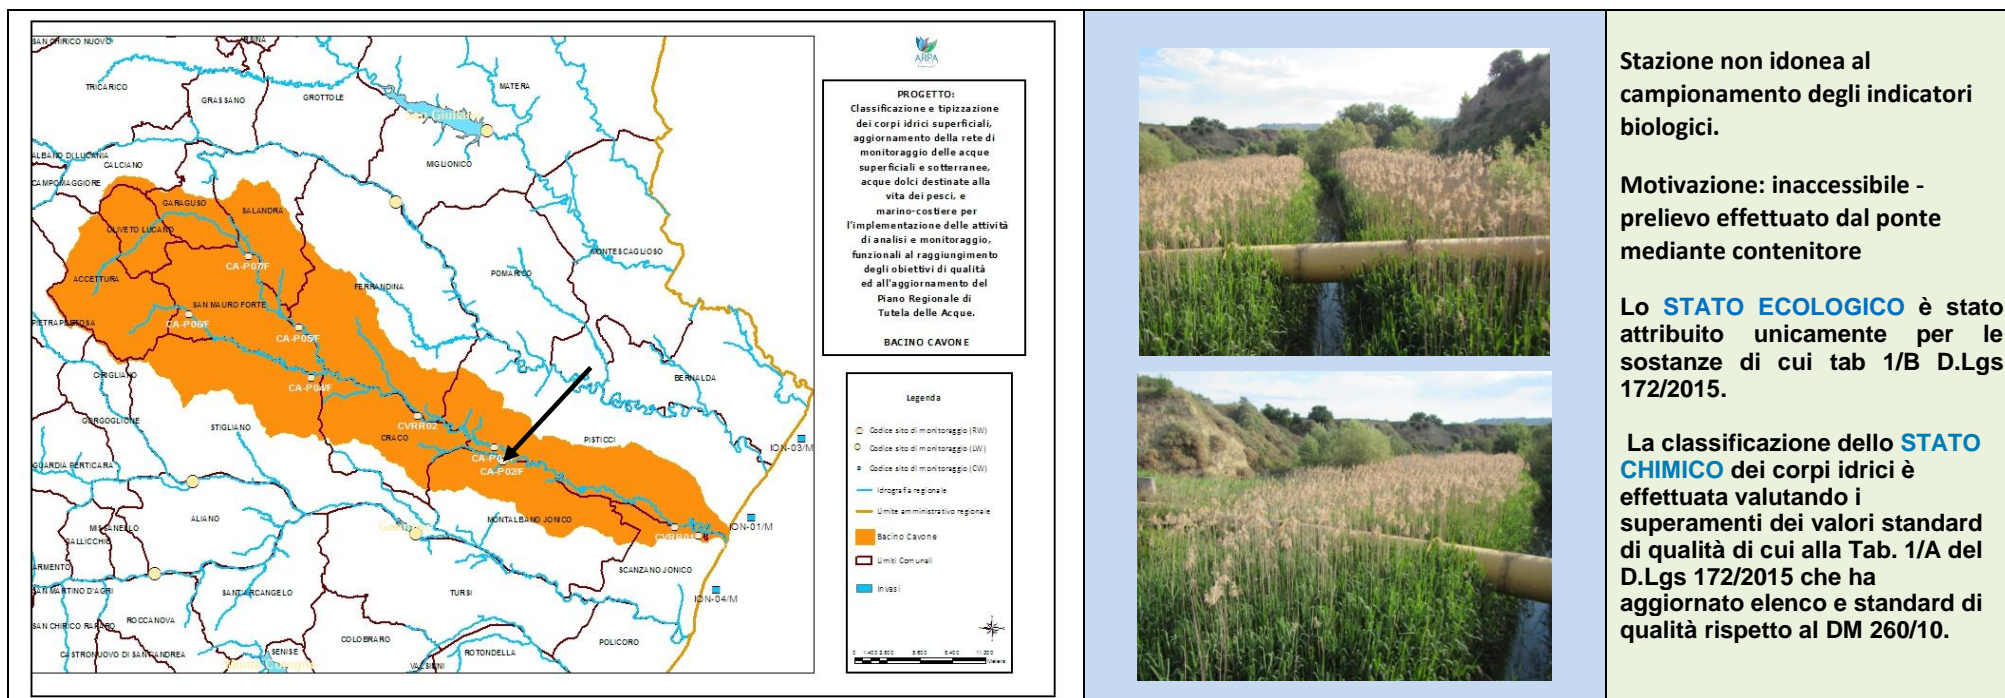 SAN CHIRICO NUOVO
TRICARICO
GRASSANO
GROTTOLE
MATERA
ALBANO DI LUCANIA
CALCIANO
MIGLIONICO
CAMPOMAGGIORE
GARAGUSO
SALANDRA
OLIVETO LUCANO
MONTESCAGLIOSO
CA-P07/F
POMARICO
ACCETTURA
FERRANDINA
SAN MAURO FORTE
PIETRAPERTOSA
CA-P06/F
CA-P05/F
CIRIGLIANO
CA-P04/F
BERNALDA
GORGOGLIONE
STIGLIANO
CVRR02
CRACO
PISTICCI
ION-03/M
GUARDIA PERTICARA
CA-P02/F
ALIANO
MISSANELLO
MONTALBANO JONICO
ION-01/M
GALLICCHIO
CVRR01
ARMENTO
SCANZANO JONICO
SAN MARTINO D'AGRI
SANT'ARCANGELO
TURSI
ION-04/M
ROCCANOVA
SAN CHIRICO RAPARO
COLOBRARO
POLICORO
CASTRONUOVO DI SANT'ANDREA
SENISE
ROTONDELLA
VALSINNI
ARPA
PROGETTO:
Classificazione e tipizzazione
dei corpi idrici superficiali,
aggiornamento della rete di
monitoraggio delle acque
superficiali e sotterranee,
acque dolci destinate alla
vita dei pesci, e
marino-costiere per
l'implementazione delle attività
di analisi e monitoraggio,
funzionali al raggiungimento
degli obiettivi di qualità
ed all'aggiornamento del
Piano Regionale di
Tutela delle Acque.
BACINO CAVONE
Legenda
Codice sito di monitoraggio (RW)
Codice sito di monitoraggio (LW)
Codice sito di monitoraggio (CW)
Idrografia regionale
Limite amministrativo regionale
Bacino Cavone
Limiti Comunali
Invasi
Stazione non idonea al
campionamento degli indicatori
biologici.
Motivazione: inaccessibile -
prelievo effettuato dal ponte
mediante contenitore
Lo STATO ECOLOGICO è stato
attribuito unicamente per le
sostanze di cui tab 1/B D.Lgs
172/2015.
La classificazione dello STATO
CHIMICO dei corpi idrici è
effettuata valutando i
superamenti dei valori standard
di qualità di cui alla Tab. 1/A del
D.Lgs 172/2015 che ha
aggiornato elenco e standard di
qualità rispetto al DM 260/10.